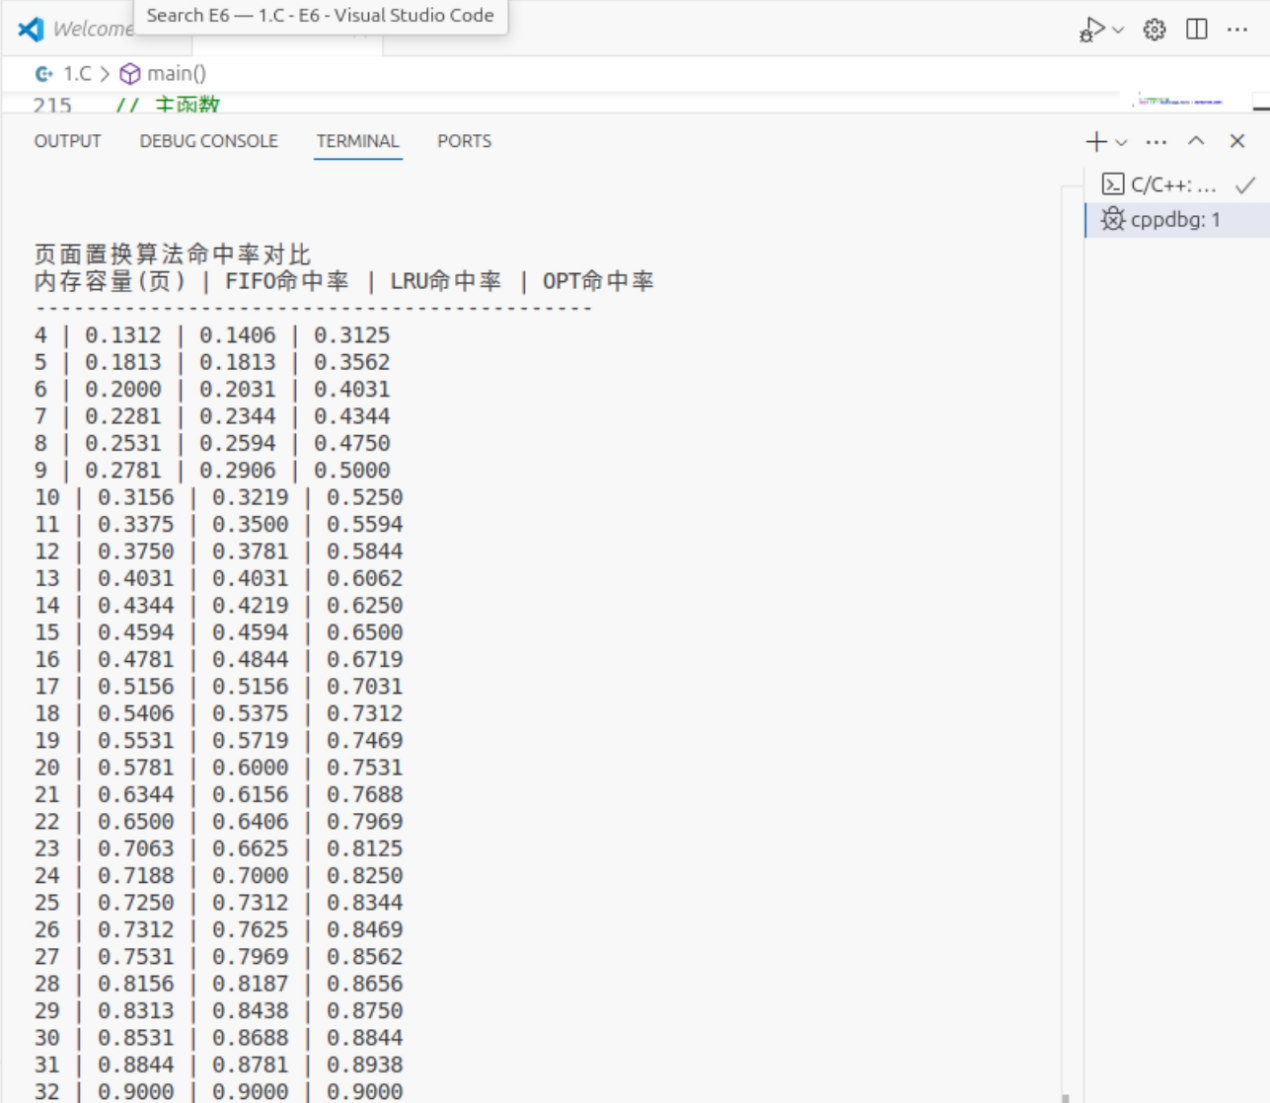 Search E6 — 1.C - E6 - Visual Studio Code
Welcome
1.C > main()
215 // 主函数
OUTPUT DEBUG CONSOLE TERMINAL PORTS
C/C++: ...
cppdbg: 1
页面置换算法命中率对比
内存容量(页) | FIFO命中率 | LRU命中率 | OPT命中率
--------------------------------------------
4 | 0.1312 | 0.1406 | 0.3125
5 | 0.1813 | 0.1813 | 0.3562
6 | 0.2000 | 0.2031 | 0.4031
7 | 0.2281 | 0.2344 | 0.4344
8 | 0.2531 | 0.2594 | 0.4750
9 | 0.2781 | 0.2906 | 0.5000
10 | 0.3156 | 0.3219 | 0.5250
11 | 0.3375 | 0.3500 | 0.5594
12 | 0.3750 | 0.3781 | 0.5844
13 | 0.4031 | 0.4031 | 0.6062
14 | 0.4344 | 0.4219 | 0.6250
15 | 0.4594 | 0.4594 | 0.6500
16 | 0.4781 | 0.4844 | 0.6719
17 | 0.5156 | 0.5156 | 0.7031
18 | 0.5406 | 0.5375 | 0.7312
19 | 0.5531 | 0.5719 | 0.7469
20 | 0.5781 | 0.6000 | 0.7531
21 | 0.6344 | 0.6156 | 0.7688
22 | 0.6500 | 0.6406 | 0.7969
23 | 0.7063 | 0.6625 | 0.8125
24 | 0.7188 | 0.7000 | 0.8250
25 | 0.7250 | 0.7312 | 0.8344
26 | 0.7312 | 0.7625 | 0.8469
27 | 0.7531 | 0.7969 | 0.8562
28 | 0.8156 | 0.8187 | 0.8656
29 | 0.8313 | 0.8438 | 0.8750
30 | 0.8531 | 0.8688 | 0.8844
31 | 0.8844 | 0.8781 | 0.8938
32 | 0.9000 | 0.9000 | 0.9000